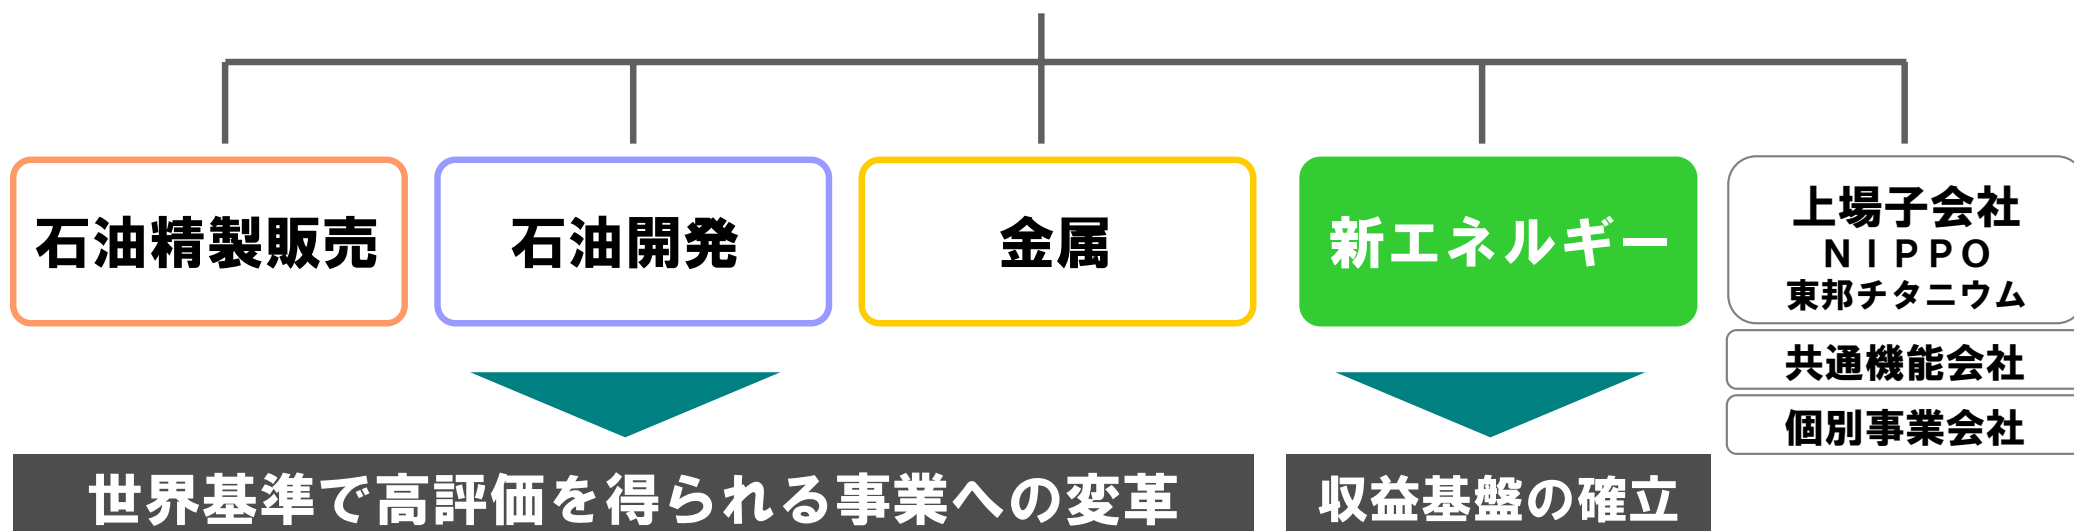 石油精製販売
石油開発
金属
新エネルギー
上場子会社
ＮＩＰＰＯ
東邦チタニウム
共通機能会社
個別事業会社
世界基準で高評価を得られる事業への変革
収益基盤の確立